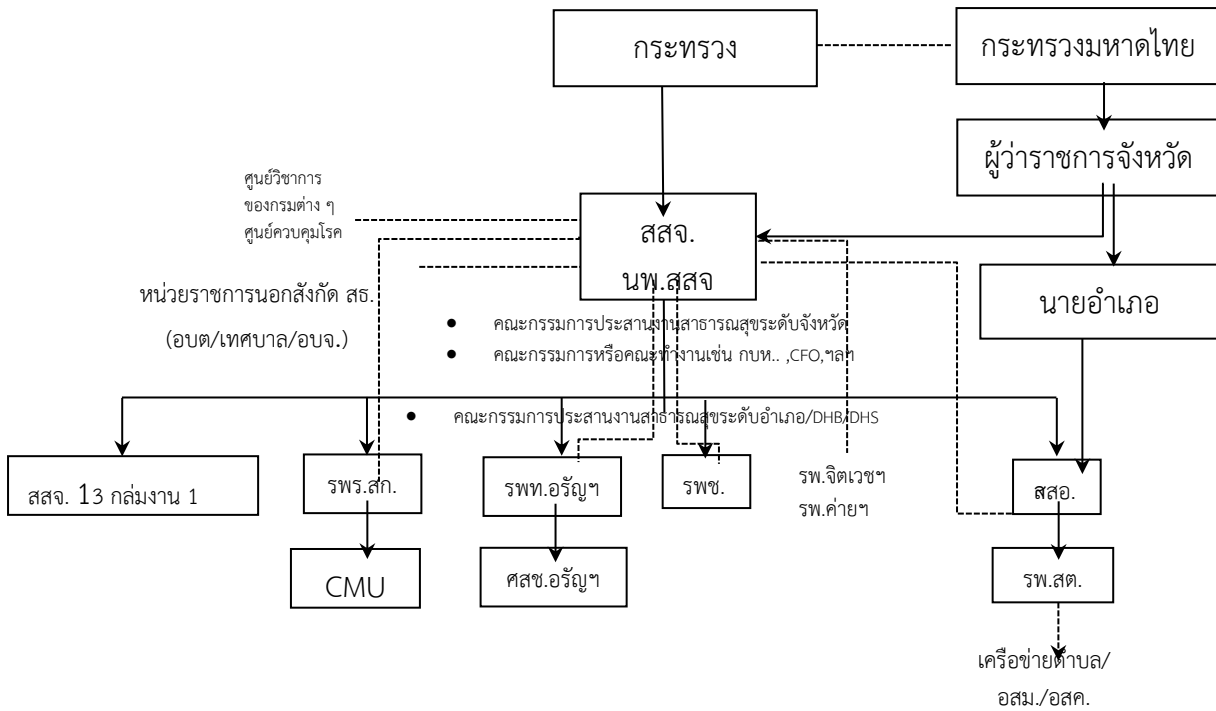 กระทรวง
กระทรวงมหาดไทย
ผู้ว่าราชการจังหวัด
ศูนย์วิชาการ
ของกรมต่าง ๆ
ศูนย์ควบคุมโรค
สสจ.
นพ.สสจ
นายอำเภอ
หน่วยราชการนอกสังกัด สธ.
(อบต/เทศบาล/อบจ.)
● คณะกรรมการประสานงานสาธารณสุขระดับจังหวัด
● คณะกรรมการหรือคณะทำงานเช่น กบห.. ,CFO,ฯลฯ
● คณะกรรมการประสานงานสาธารณสุขระดับอำเภอ/DHB/DHS
สสจ. 13 กล่มงาน 1
รพร.สก.
รพท.อรัญฯ
รพช.
รพ.จิตเวชฯ
รพ.ค่ายฯ
สสอ.
CMU
ศสช.อรัญฯ
รพ.สต.
เครือข่ายตำบล/
อสม./อสค.